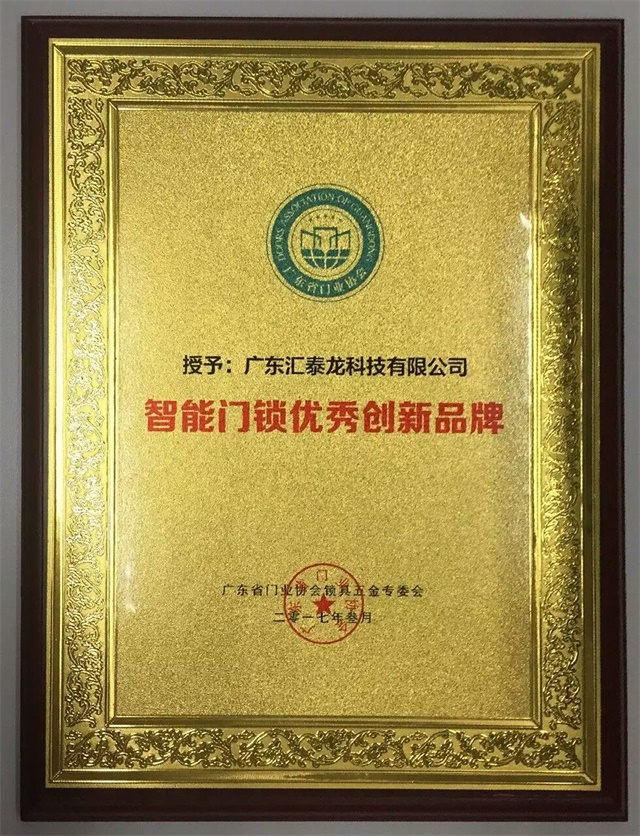 DOORS ASSOCIATION OF GUANGDONG
广东省门业协会
授予：广东汇泰龙科技有限公司
智能门锁优秀创新品牌
广东省门业协会锁具五金专委会
二零一七年叁月